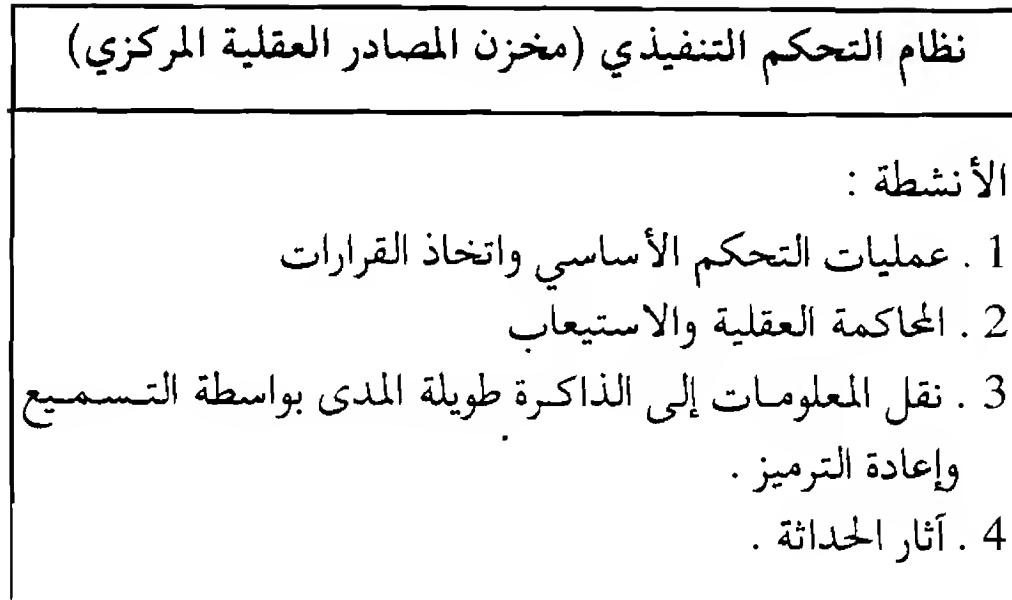 نظام التحكم التنفيذي (مخزن المصادر العقلية المركزي)
الأنشطة :
1 . عمليات التحكم الأساسي واتخاذ القرارات
2 . المحاكمة العقلية والاستيعاب
3 . نقل المعلومات إلى الذاكرة طويلة المدى بواسطة التسميع
وإعادة الترميز .
4 . آثار الحداثة .